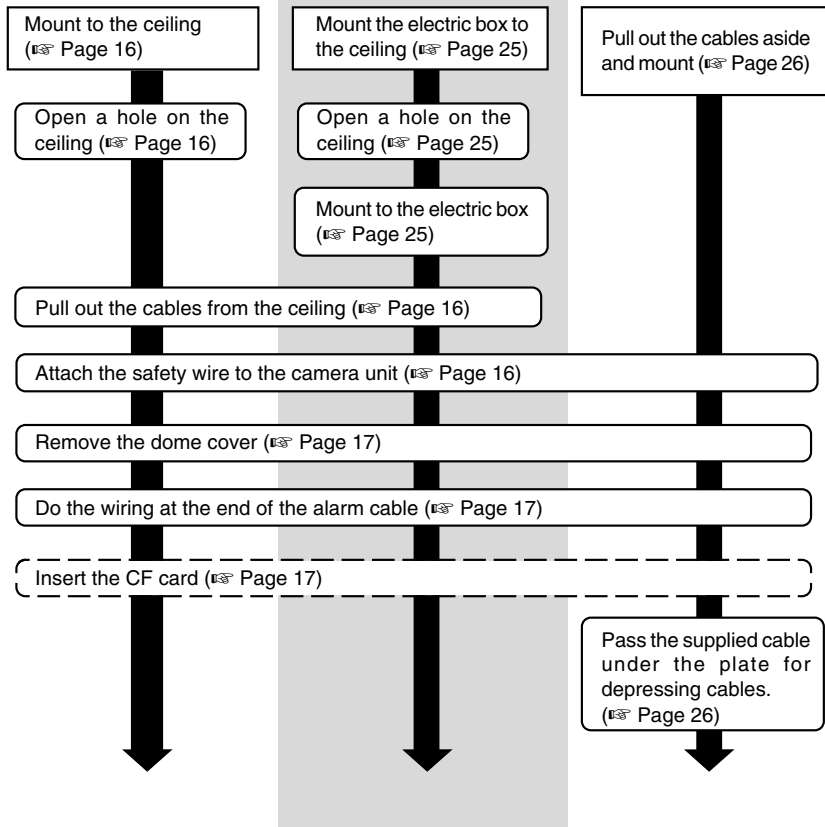 Mount to the ceiling
(☞ Page 16)
Mount the electric box to
the ceiling (☞ Page 25)
Pull out the cables aside
and mount (☞ Page 26)
Open a hole on the
ceiling (☞ Page 16)
Open a hole on the
ceiling (☞ Page 25)
Mount to the electric box
(☞ Page 25)
Pull out the cables from the ceiling (☞ Page 16)
Attach the safety wire to the camera unit (☞ Page 16)
Remove the dome cover (☞ Page 17)
Do the wiring at the end of the alarm cable (☞ Page 17)
Insert the CF card (☞ Page 17)
Pass the supplied cable
under the plate for
depressing cables.
(☞ Page 26)